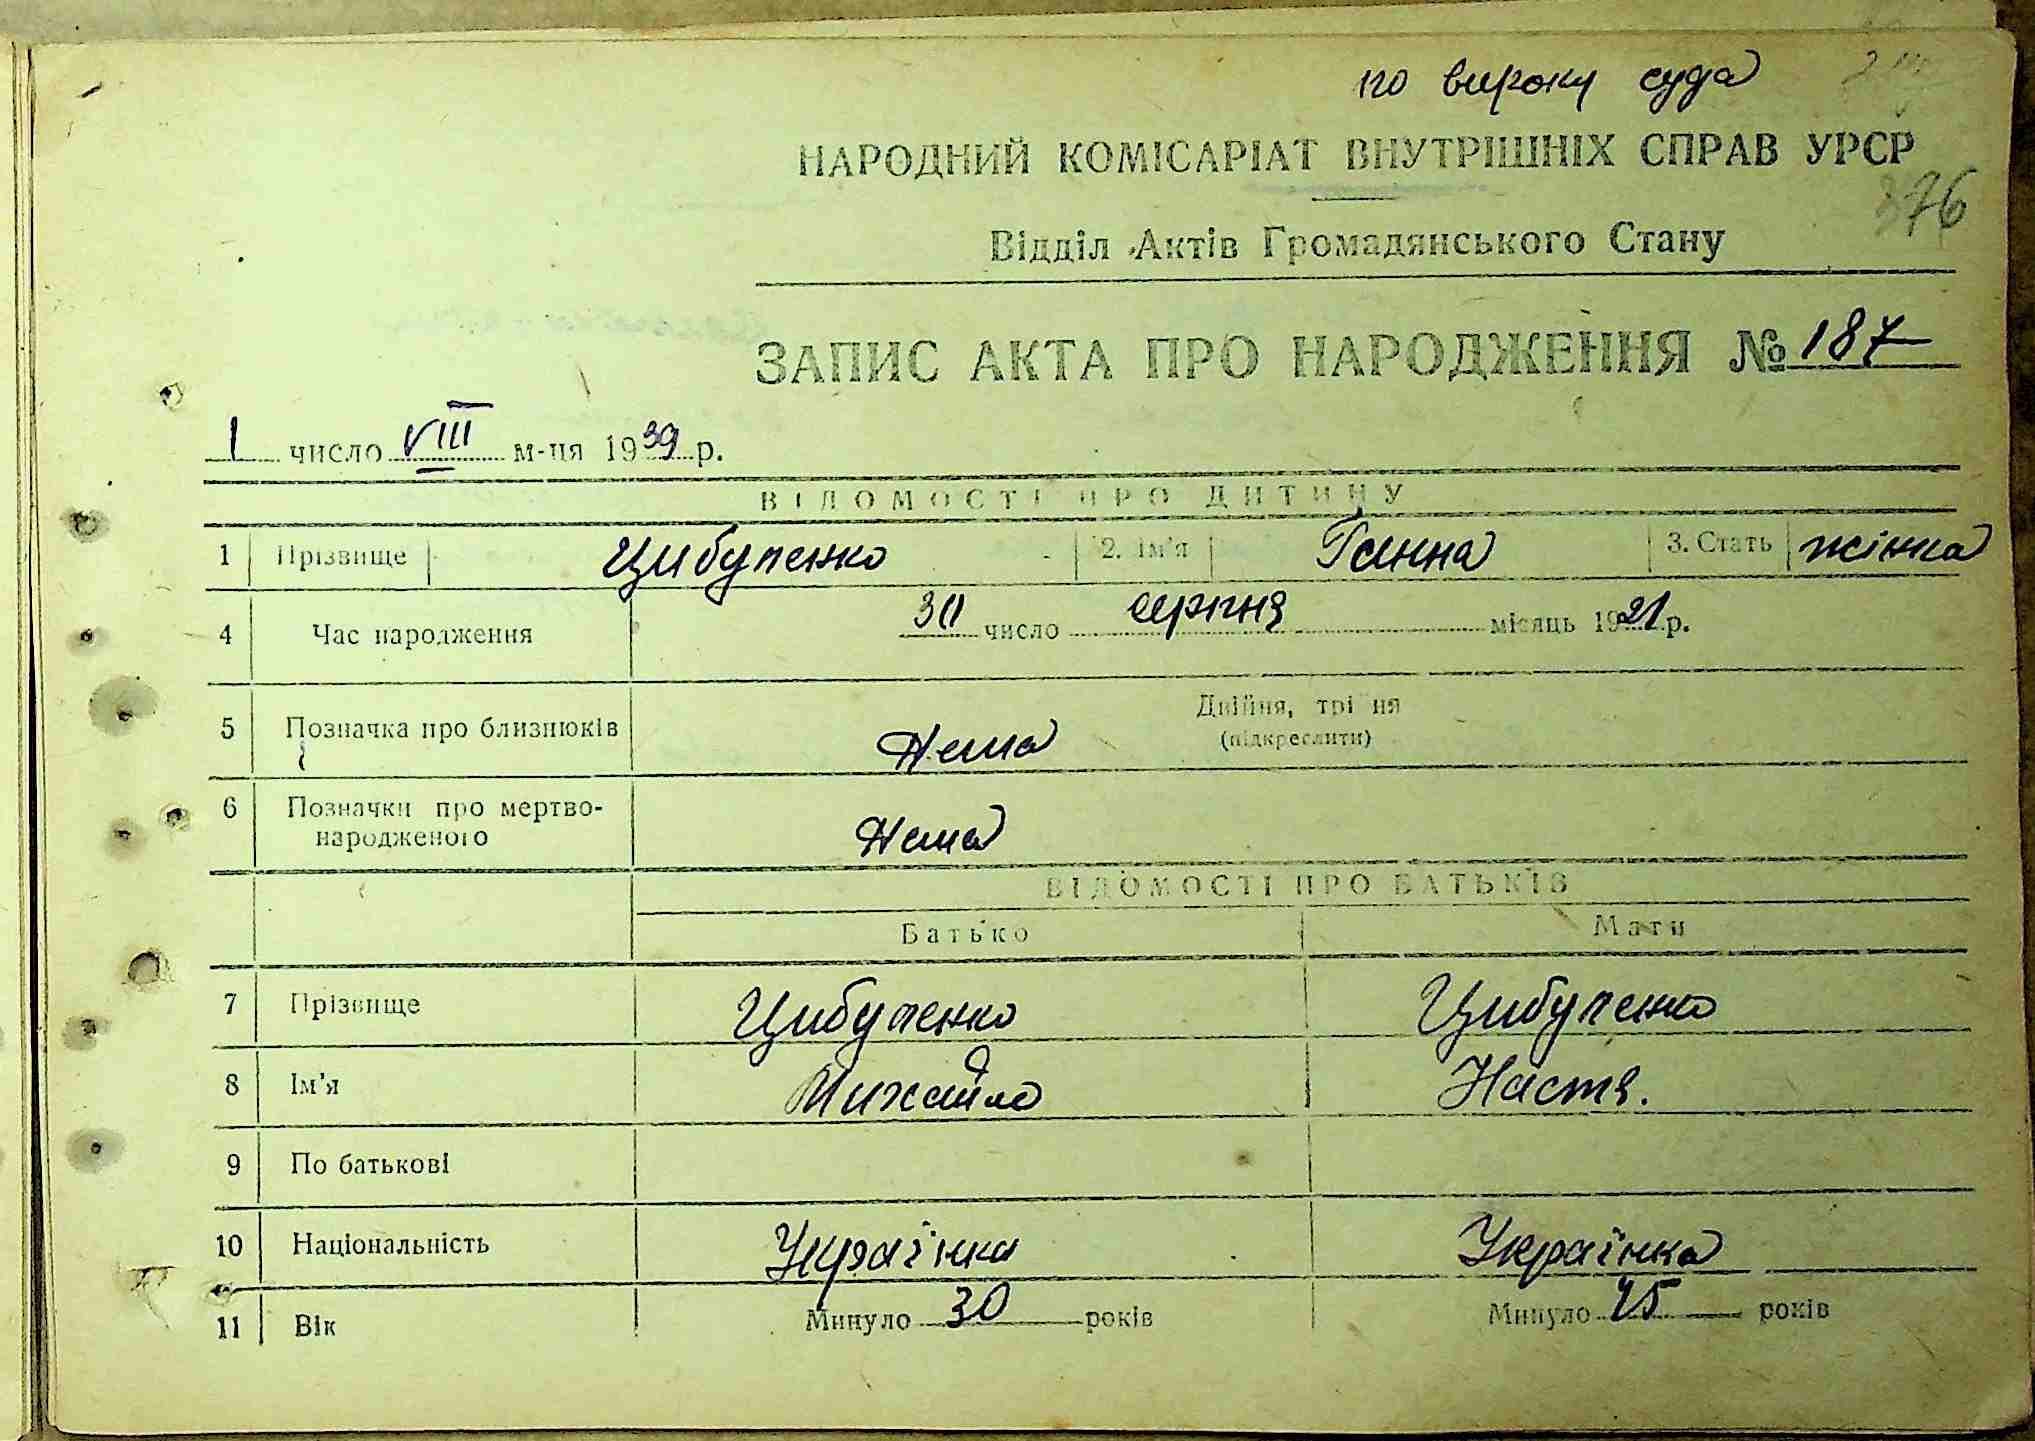 по вироку суда
НАРОДНИЙ КОМІСАРІАТ ВНУТРІШНІХ СПРАВ УРСР
376
Відділ Актів Громадянського Стану
ЗАПИС АКТА ПРО НАРОДЖЕННЯ № 187
1 число VIII м-ця 1939 р.
ВІДОМОСТІ ПРО ДИТИНУ
1 Прізвище Цибуленко 2. Ім'я Ганна 3. Стать жінка
4 Час народження число серпня місяць 1921 р.
5 Позначка про близнюків Нема Двійня, трійня
(підкреслити)
6 Позначки про мертво-
народженого Нема
ВІДОМОСТІ ПРО БАТЬКІВ
Батько Мати
7 Прізвище Цибуленко Цибуленко
8 Ім'я Михайло Настя.
9 По батькові
10 Національність Українка Українка
11 Вік Минуло 30 років Минуло років